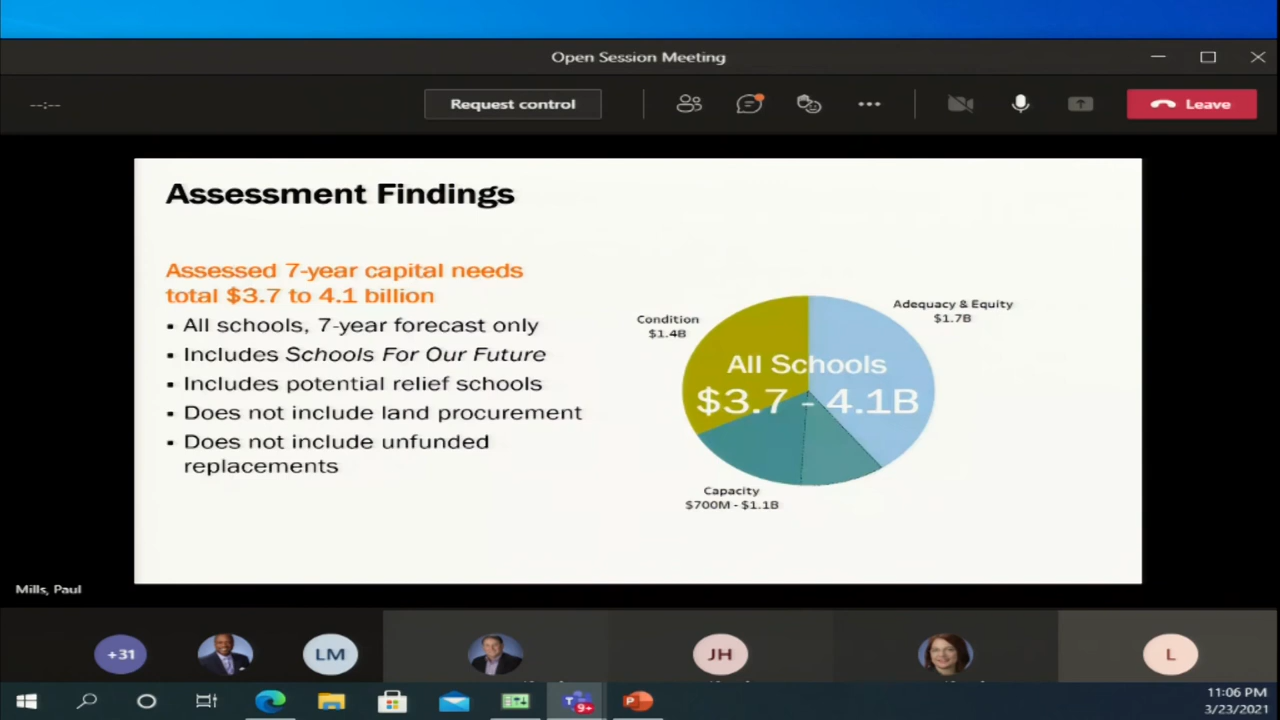 Open Session Meeting
--:--
Request control
Leave
Assessment Findings
Assessed 7-year capital needs
total $3.7 to 4.1 billion
▪ All schools, 7-year forecast only
▪ Includes Schools For Our Future
▪ Includes potential relief schools
▪ Does not include land procurement
▪ Does not include unfunded
replacements
Condition
$1.4B
Adequacy & Equity
$1.7B
All Schools
$3.7 - 4.1B
Capacity
$700M - $1.1B
Mills, Paul
+31
LM
JH
L
T
9+
P
11:06 PM
3/23/2021